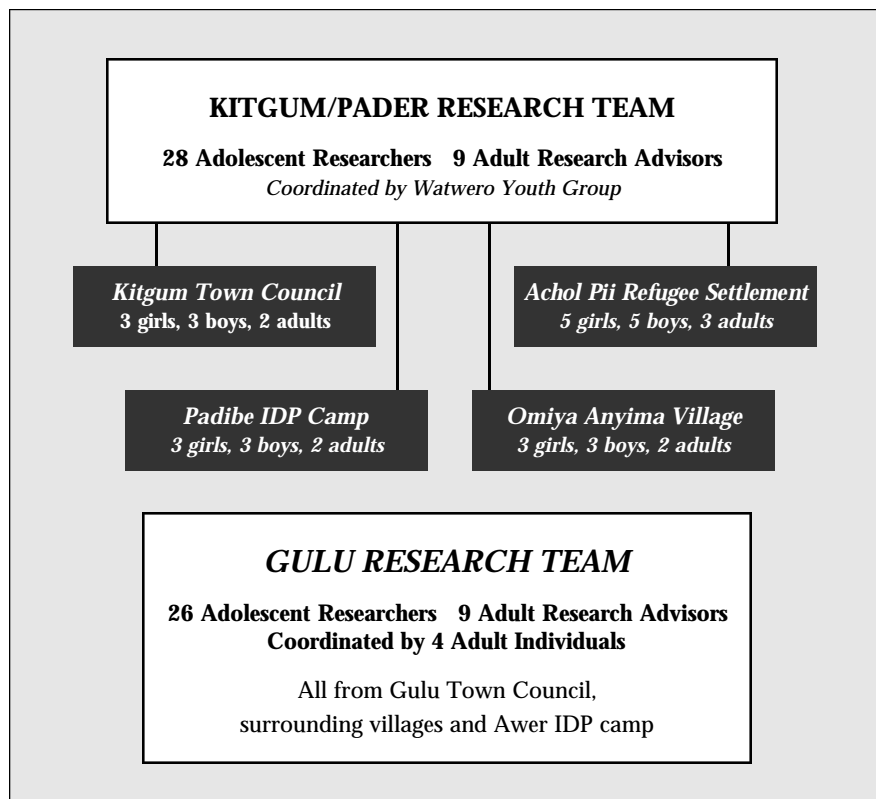 KITGUM/PADER RESEARCH TEAM
28 Adolescent Researchers 9 Adult Research Advisors
Coordinated by Watwero Youth Group
Kitgum Town Council
3 girls, 3 boys, 2 adults
Achol Pii Refugee Settlement
5 girls, 5 boys, 3 adults
Padibe IDP Camp
3 girls, 3 boys, 2 adults
Omiya Anyima Village
3 girls, 3 boys, 2 adults
GULU RESEARCH TEAM
26 Adolescent Researchers 9 Adult Research Advisors
Coordinated by 4 Adult Individuals
All from Gulu Town Council,
surrounding villages and Awer IDP camp